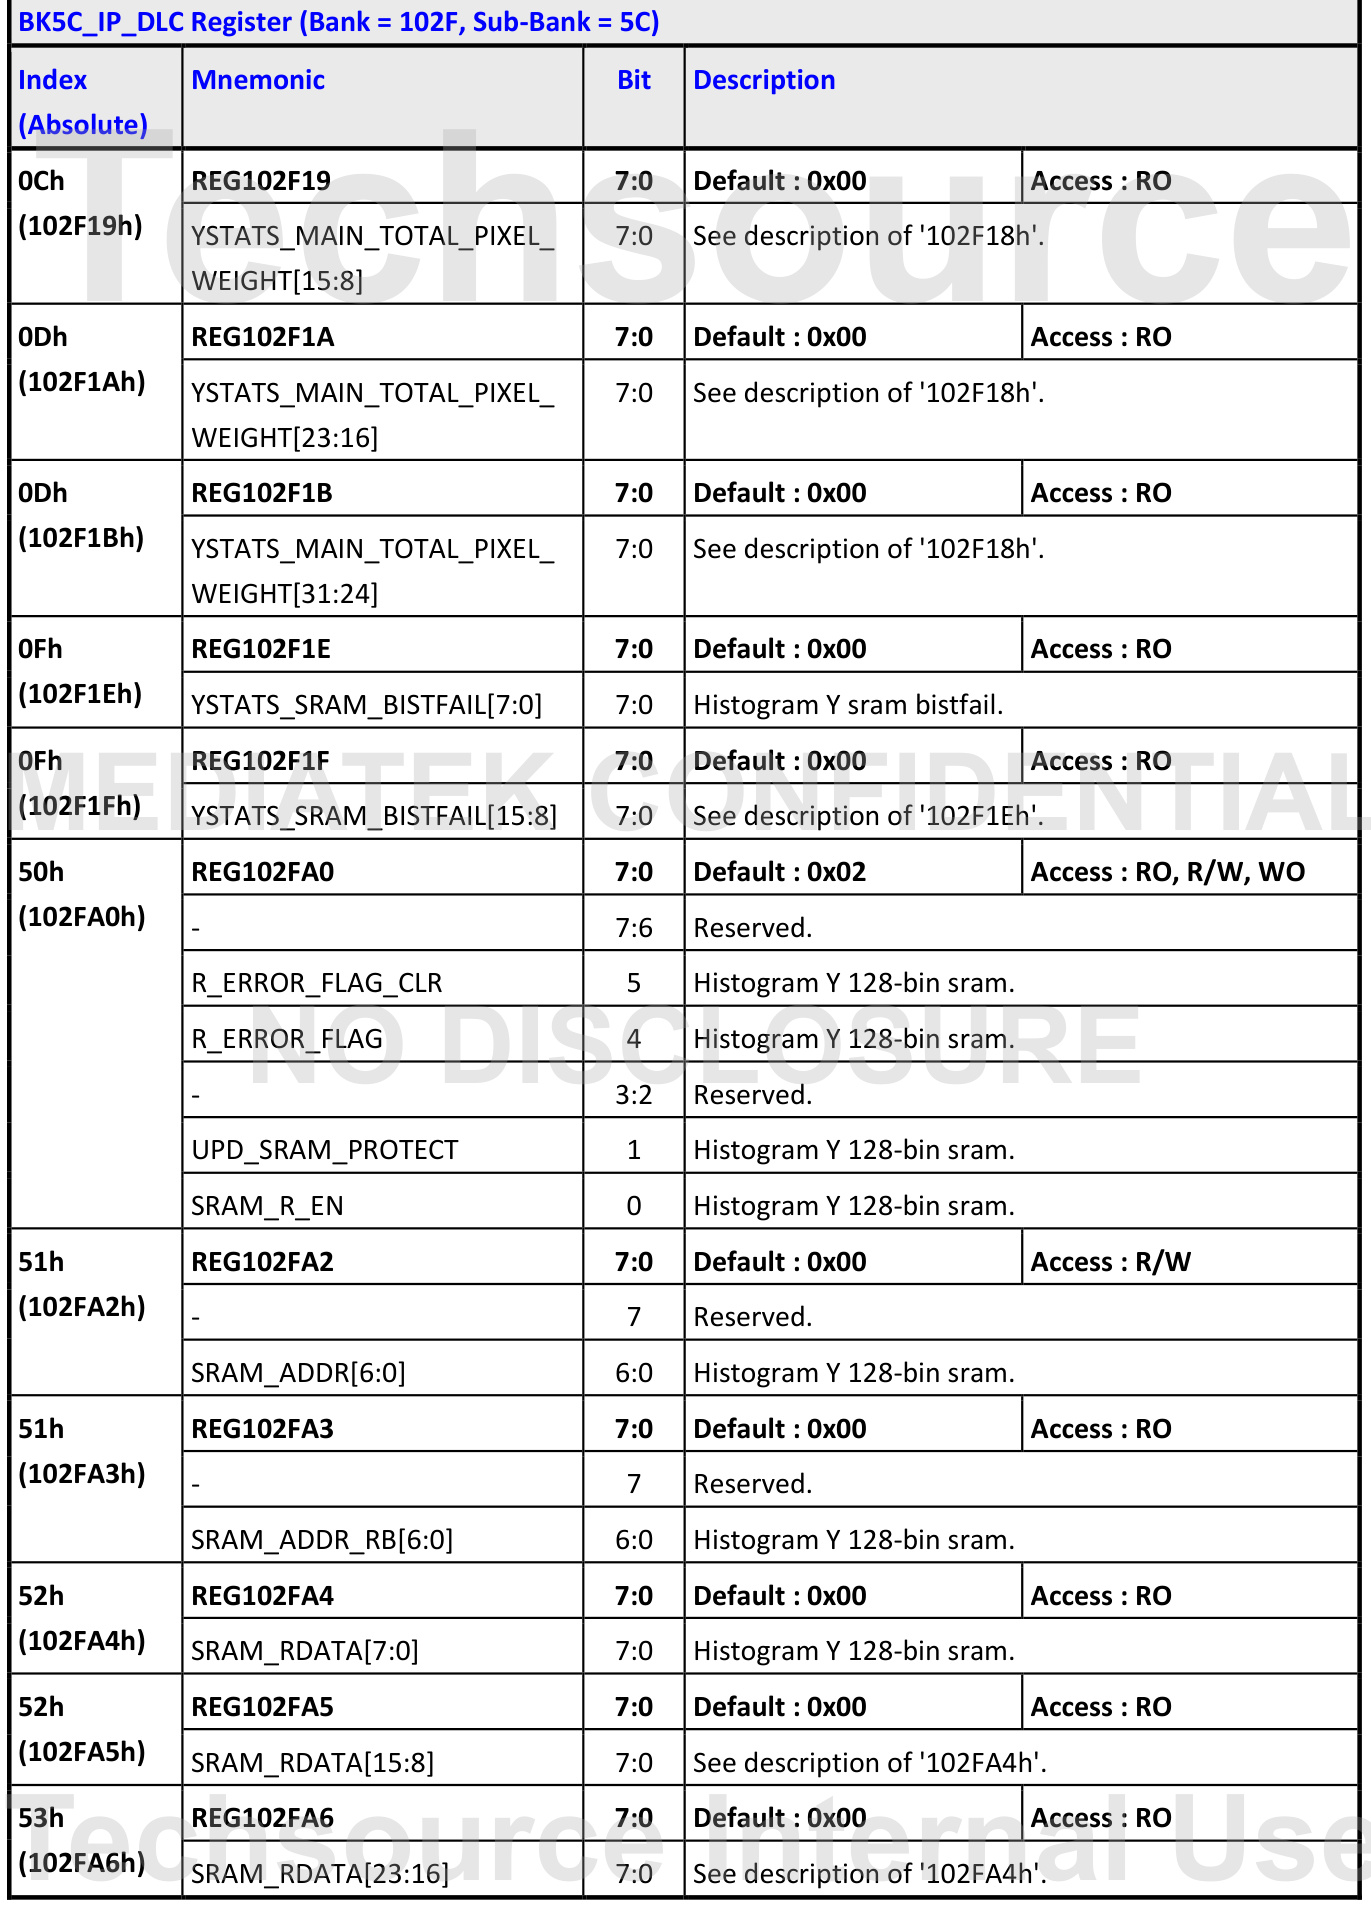 BK5C_IP_DLC Register (Bank = 102F, Sub-Bank = 5C)
Index Mnemonic Bit Description
(Absolute)
0Ch REG102F19 7:0 Default : 0x00 Access : RO
(102F19h) YSTATS_MAIN_TOTAL_PIXEL_ 7:0 See description of '102F18h'.
WEIGHT[15:8]
Techsource
0Dh REG102F1A 7:0 Default : 0x00 Access : RO
(102F1Ah) YSTATS_MAIN_TOTAL_PIXEL_ 7:0 See description of '102F18h'.
WEIGHT[23:16]
0Dh REG102F1B 7:0 Default : 0x00 Access : RO
(102F1Bh) YSTATS_MAIN_TOTAL_PIXEL_ 7:0 See description of '102F18h'.
WEIGHT[31:24]
0Fh REG102F1E 7:0 Default : 0x00 Access : RO
(102F1Eh) YSTATS_SRAM_BISTFAIL[7:0] 7:0 Histogram Y sram bistfail.
0Fh REG102F1F 7:0 Default : 0x00 Access : RO
(102F1Fh) YSTATS_SRAM_BISTFAIL[15:8] 7:0 See description of '102F1Eh'.
MEDIATEK CONFIDENTIAL
50h REG102FA0 7:0 Default : 0x02 Access : RO, R/W, WO
(102FA0h) - 7:6 Reserved.
R_ERROR_FLAG_CLR 5 Histogram Y 128-bin sram.
R_ERROR_FLAG 4 Histogram Y 128-bin sram.
NO DISCLOSURE
- 3:2 Reserved.
UPD_SRAM_PROTECT 1 Histogram Y 128-bin sram.
SRAM_R_EN 0 Histogram Y 128-bin sram.
51h REG102FA2 7:0 Default : 0x00 Access : R/W
(102FA2h) - 7 Reserved.
SRAM_ADDR[6:0] 6:0 Histogram Y 128-bin sram.
51h REG102FA3 7:0 Default : 0x00 Access : RO
(102FA3h) - 7 Reserved.
SRAM_ADDR_RB[6:0] 6:0 Histogram Y 128-bin sram.
52h REG102FA4 7:0 Default : 0x00 Access : RO
(102FA4h) SRAM_RDATA[7:0] 7:0 Histogram Y 128-bin sram.
52h REG102FA5 7:0 Default : 0x00 Access : RO
(102FA5h) SRAM_RDATA[15:8] 7:0 See description of '102FA4h'.
53h REG102FA6 7:0 Default : 0x00 Access : RO
(102FA6h) SRAM_RDATA[23:16] 7:0 See description of '102FA4h'.
Techsource Internal Use